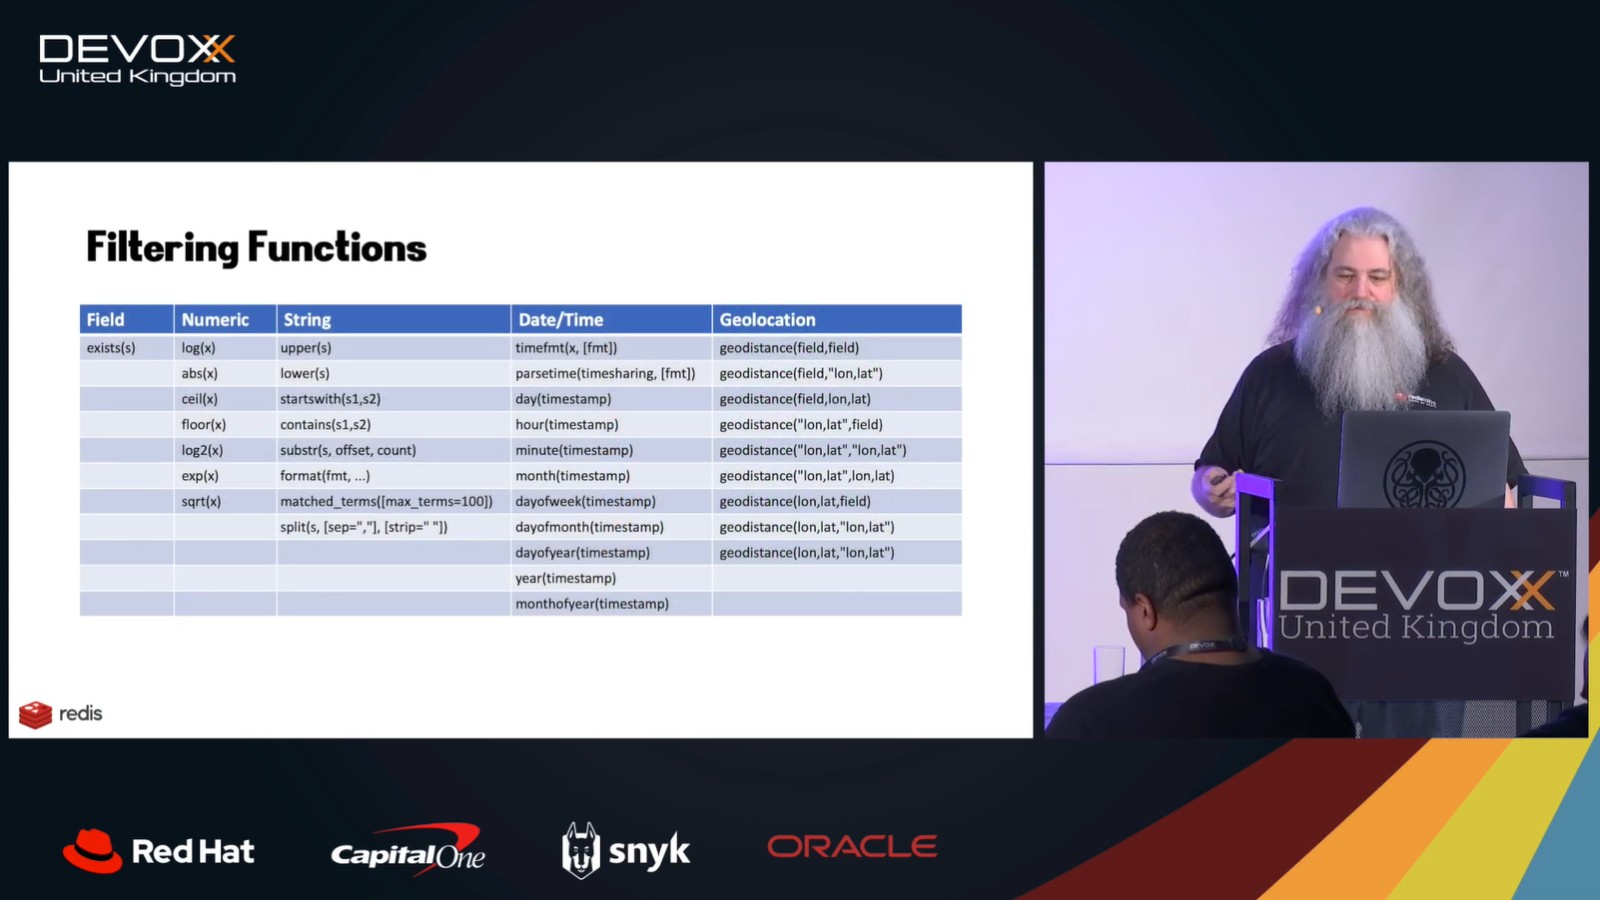 DEVOXX
United Kingdom
Filtering Functions
Field Numeric String Date/Time Geolocation
exists(s) log(x) upper(s) timefmt(x, [fmt]) geodistance(field,field)
abs(x) lower(s) parsetime(timesharing, [fmt]) geodistance(field,"lon,lat")
ceil(x) startswith(s1,s2) day(timestamp) geodistance(field,lon,lat)
floor(x) contains(s1,s2) hour(timestamp) geodistance("lon,lat",field)
log2(x) substr(s, offset, count) minute(timestamp) geodistance("lon,lat","lon,lat")
exp(x) format(fmt, ...) month(timestamp) geodistance("lon,lat",lon,lat)
sqrt(x) matched_terms([max_terms=100]) dayofweek(timestamp) geodistance(lon,lat,field)
split(s, [sep=","], [strip=" "]) dayofmonth(timestamp) geodistance(lon,lat,"lon,lat")
dayofyear(timestamp) geodistance(lon,lat,"lon,lat")
year(timestamp)
monthofyear(timestamp)
redis
DEVOXX™
United Kingdom
DEVOXX
Red Hat
Capital One
snyk
ORACLE